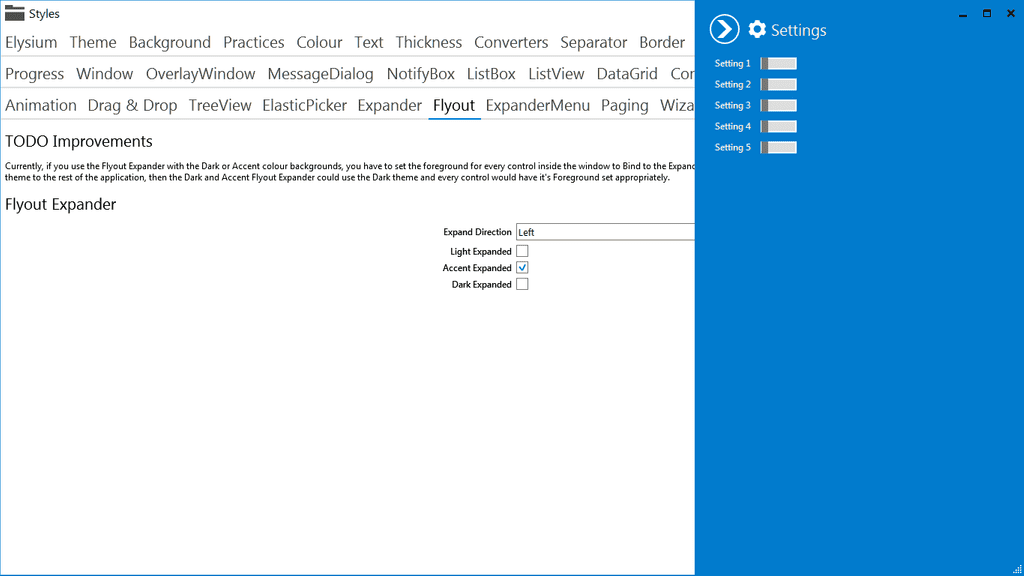 Styles
Elysium Theme Background Practices Colour Text Thickness Converters Separator Border
Progress Window OverlayWindow MessageDialog NotifyBox ListBox ListView DataGrid Con
Animation Drag & Drop TreeView ElasticPicker Expander Flyout ExpanderMenu Paging Wiza
TODO Improvements
Currently, if you use the Flyout Expander with the Dark or Accent colour backgrounds, you have to set the foreground for every control inside the window to Bind to the Expan
theme to the rest of the application, then the Dark and Accent Flyout Expander could use the Dark theme and every control would have it's Foreground set appropriately.
Flyout Expander
Expand Direction Left
Light Expanded
Accent Expanded
Dark Expanded
Settings
Setting 1
Setting 2
Setting 3
Setting 4
Setting 5